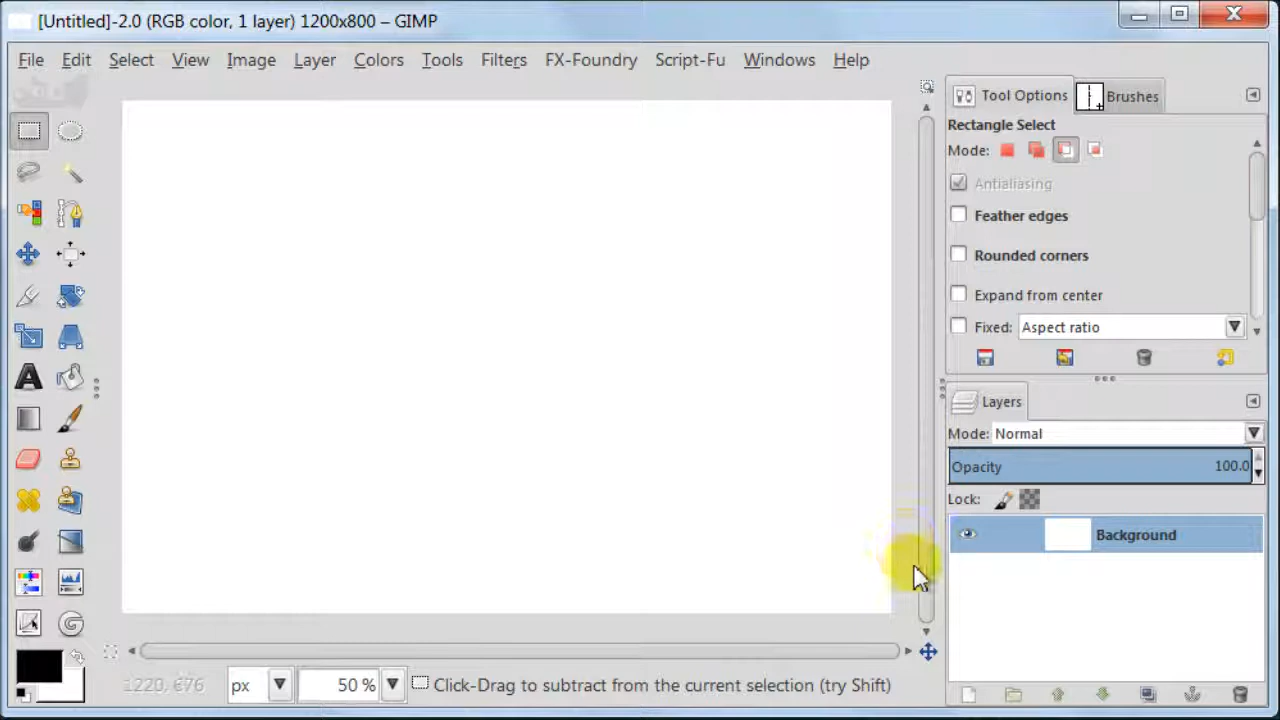 [Untitled]-2.0 (RGB color, 1 layer) 1200x800 – GIMP
File Edit Select View Image Layer Colors Tools Filters FX-Foundry Script-Fu Windows Help
Tool Options Brushes
Rectangle Select
Mode:
Antialiasing
Feather edges
Rounded corners
Expand from center
Fixed: Aspect ratio
Layers
Mode: Normal
Opacity 100.0
Lock:
Background
1220, 676 px 50 % Click-Drag to subtract from the current selection (try Shift)